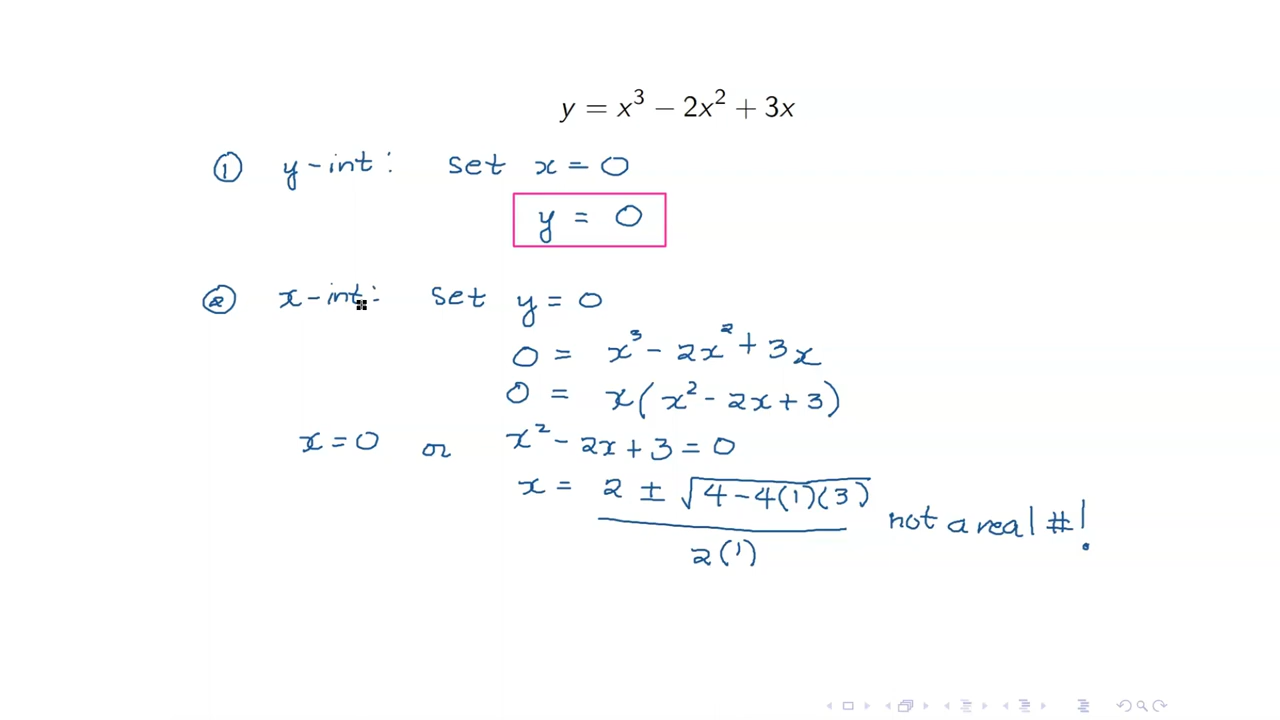 y = x³ − 2x² + 3x
① y-int: set x = 0
y = 0
② x-int: set y = 0
0 = x³ - 2x² + 3x
0 = x(x² - 2x + 3)
x = 0 or x² - 2x + 3 = 0
x = (2 ± √(4-4(1)(3))) / 2(1) not a real #!